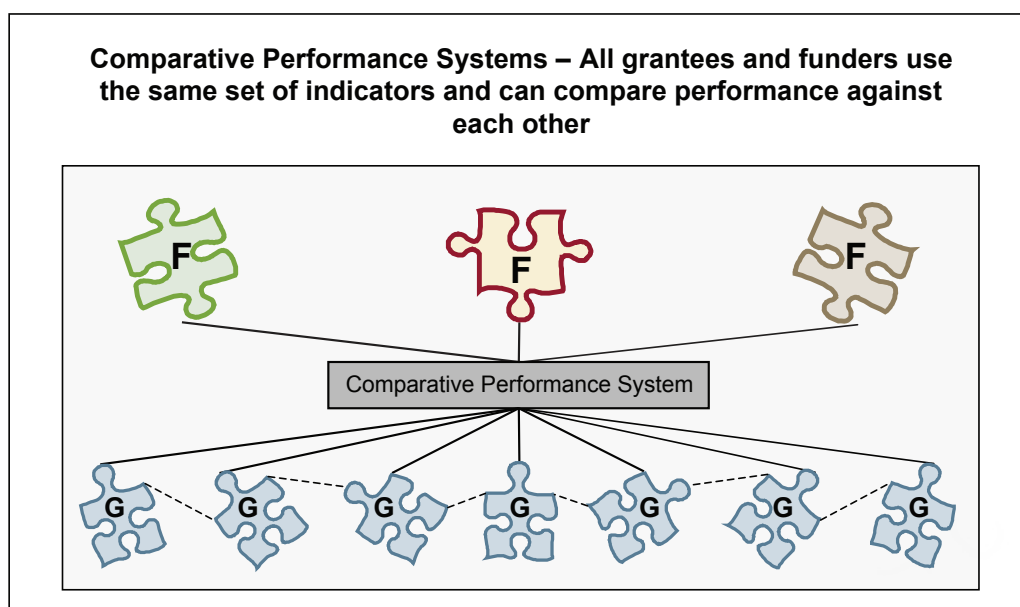 Comparative Performance Systems – All grantees and funders use
the same set of indicators and can compare performance against
each other
F
F
F
Comparative Performance System
G
G
G
G
G
G
G